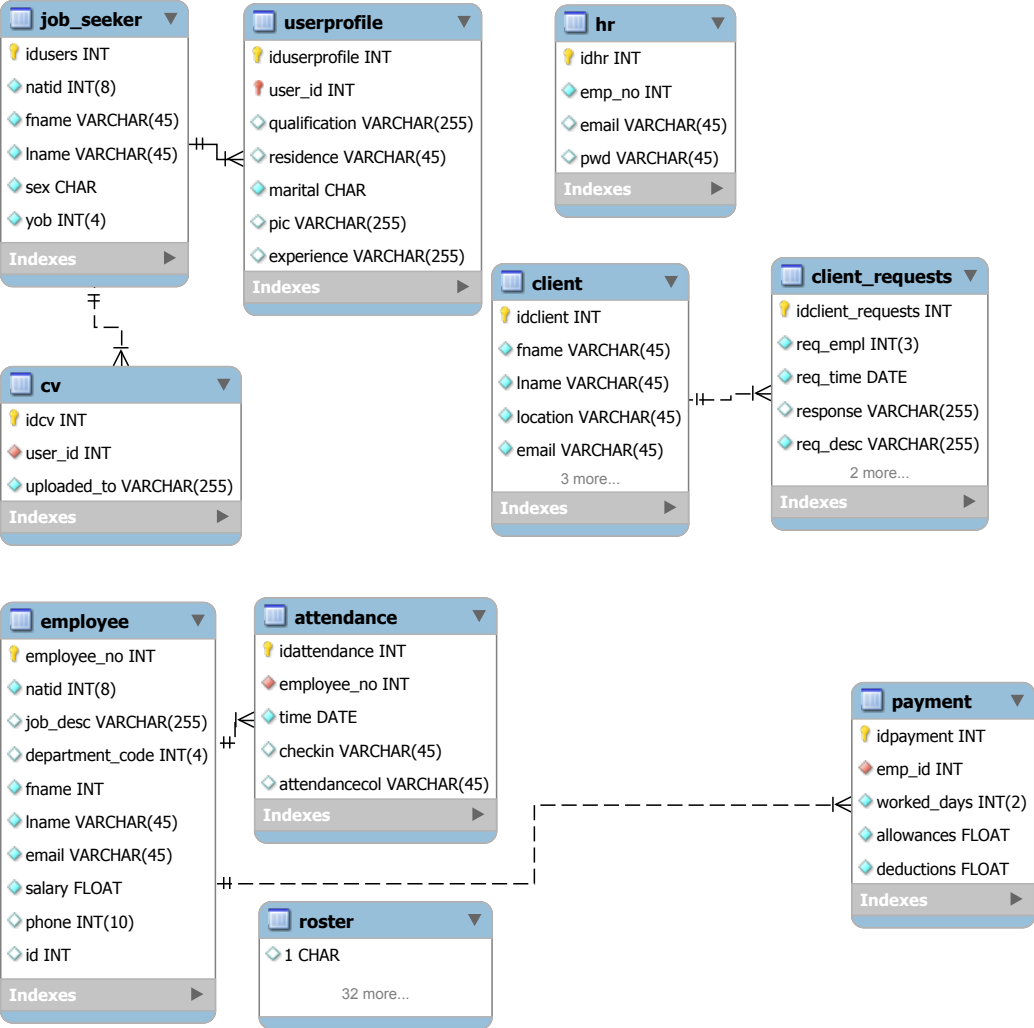 job_seeker
idusers INT
natid INT(8)
fname VARCHAR(45)
lname VARCHAR(45)
sex CHAR
yob INT(4)
Indexes
userprofile
iduserprofile INT
user_id INT
qualification VARCHAR(255)
residence VARCHAR(45)
marital CHAR
pic VARCHAR(255)
experience VARCHAR(255)
Indexes
hr
idhr INT
emp_no INT
email VARCHAR(45)
pwd VARCHAR(45)
Indexes
cv
idcv INT
user_id INT
uploaded_to VARCHAR(255)
Indexes
client
idclient INT
fname VARCHAR(45)
lname VARCHAR(45)
location VARCHAR(45)
email VARCHAR(45)
3 more...
Indexes
client_requests
idclient_requests INT
req_empl INT(3)
req_time DATE
response VARCHAR(255)
req_desc VARCHAR(255)
2 more...
Indexes
employee
employee_no INT
natid INT(8)
job_desc VARCHAR(255)
department_code INT(4)
fname INT
lname VARCHAR(45)
email VARCHAR(45)
salary FLOAT
phone INT(10)
id INT
Indexes
attendance
idattendance INT
employee_no INT
time DATE
checkin VARCHAR(45)
attendancecol VARCHAR(45)
Indexes
roster
1 CHAR
32 more...
payment
idpayment INT
emp_id INT
worked_days INT(2)
allowances FLOAT
deductions FLOAT
Indexes